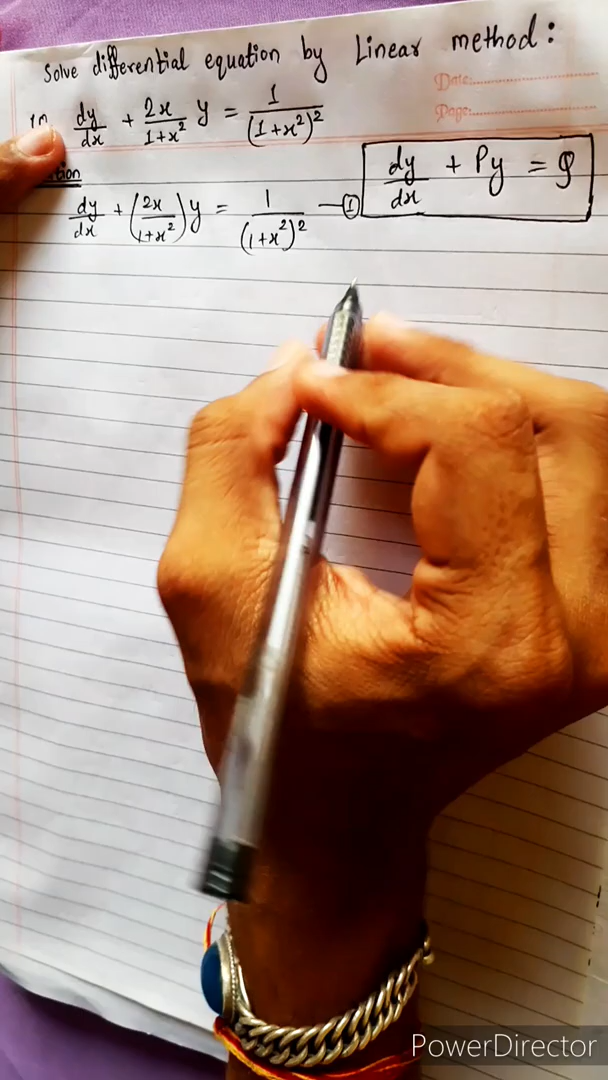 Solve differential equation by Linear method:
Date:
Page:
dy/dx + 2x/1+x² y = 1/(1+x²)²
dy/dx + Py = Q
dy/dx + (2x/1+x²)y = 1/(1+x²)² — ①
PowerDirector